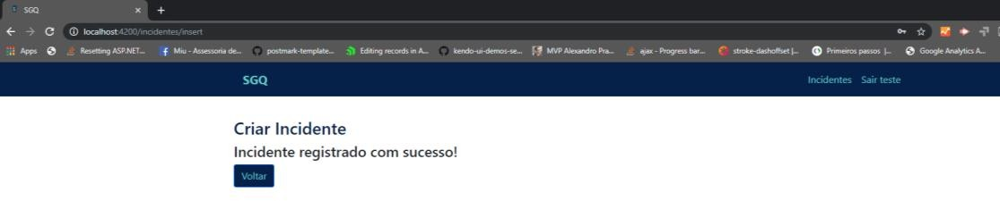 SGQ
localhost:4200/incidentes/insert
Apps Resetting ASP.NET... Miu - Assessoria de... postmark-template... Editing records in A... kendo-ui-demos-se... MVP Alexandro Pra... ajax - Progress bar... stroke-dashoffset |... Primeiros passos |... Google Analytics A...
SGQ Incidentes Sair teste
Criar Incidente
Incidente registrado com sucesso!
Voltar